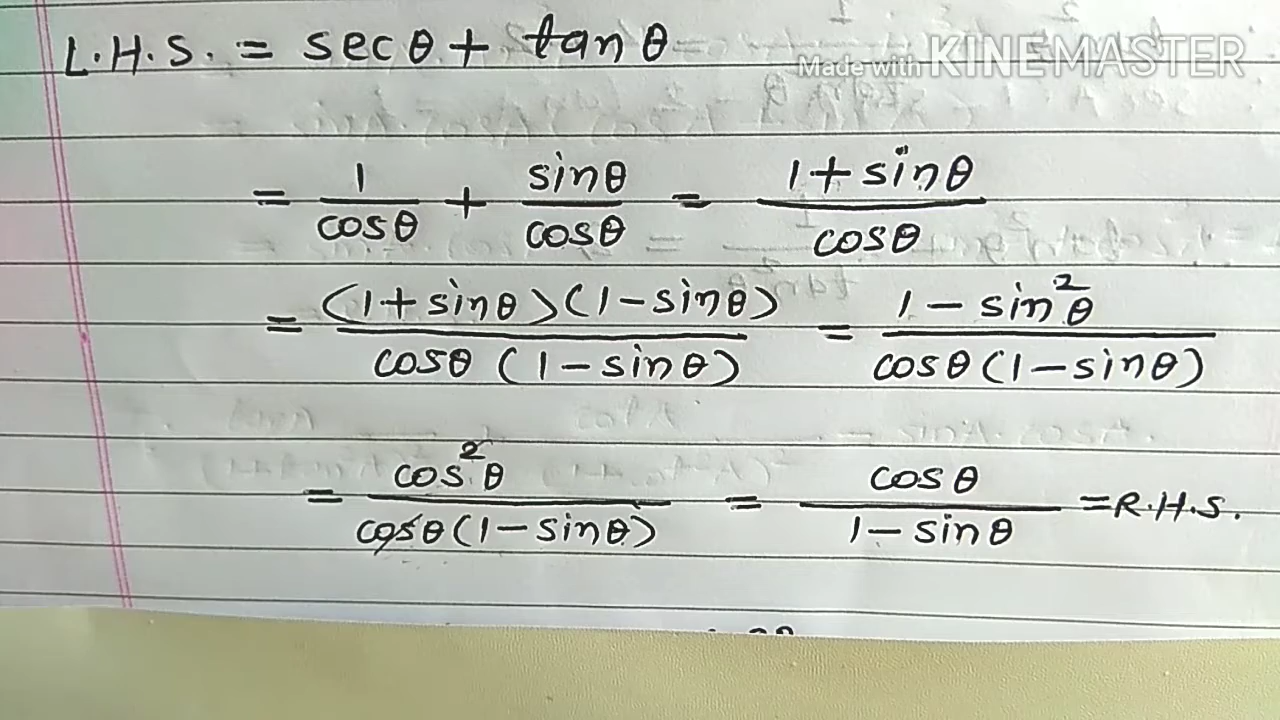 L.H.S. = secθ + tanθ
Made with KINEMASTER
= 1/cosθ + sinθ/cosθ = 1+sinθ/cosθ
= (1+sinθ)(1-sinθ)/cosθ(1-sinθ) = 1-sin²θ/cosθ(1-sinθ)
= cos²θ/cosθ(1-sinθ) = cosθ/1-sinθ = R.H.S.